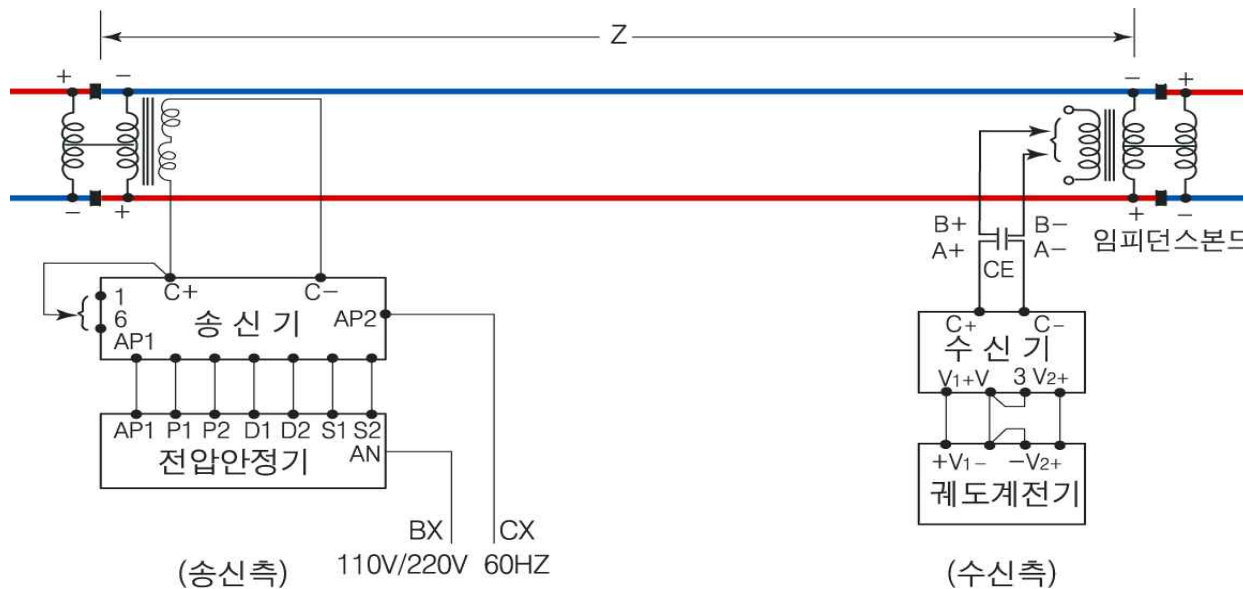 Z
+ − − +
− + + −
임피던스본드
B+ B−
A+ A−
CE
C+ C−
1
6
송 신 기
AP2
AP1
C+ C−
수 신 기
V1+V 3 V2+
AP1 P1 P2 D1 D2 S1 S2
전압안정기
AN
+V1− −V2+
궤도계전기
BX CX
110V/220V 60HZ
(송신측)
(수신측)